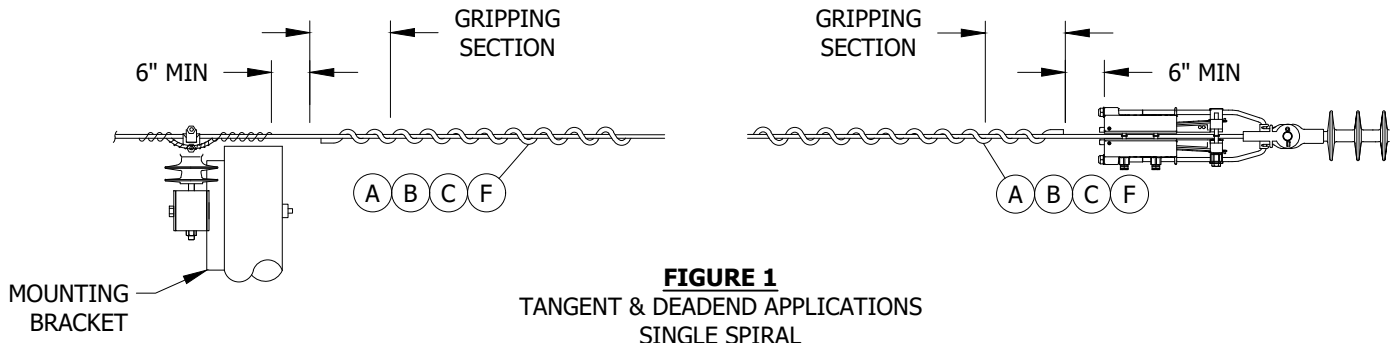 GRIPPING
SECTION
6" MIN
GRIPPING
SECTION
6" MIN
A B C F
A B C F
MOUNTING
BRACKET
FIGURE 1
TANGENT & DEADEND APPLICATIONS
SINGLE SPIRAL